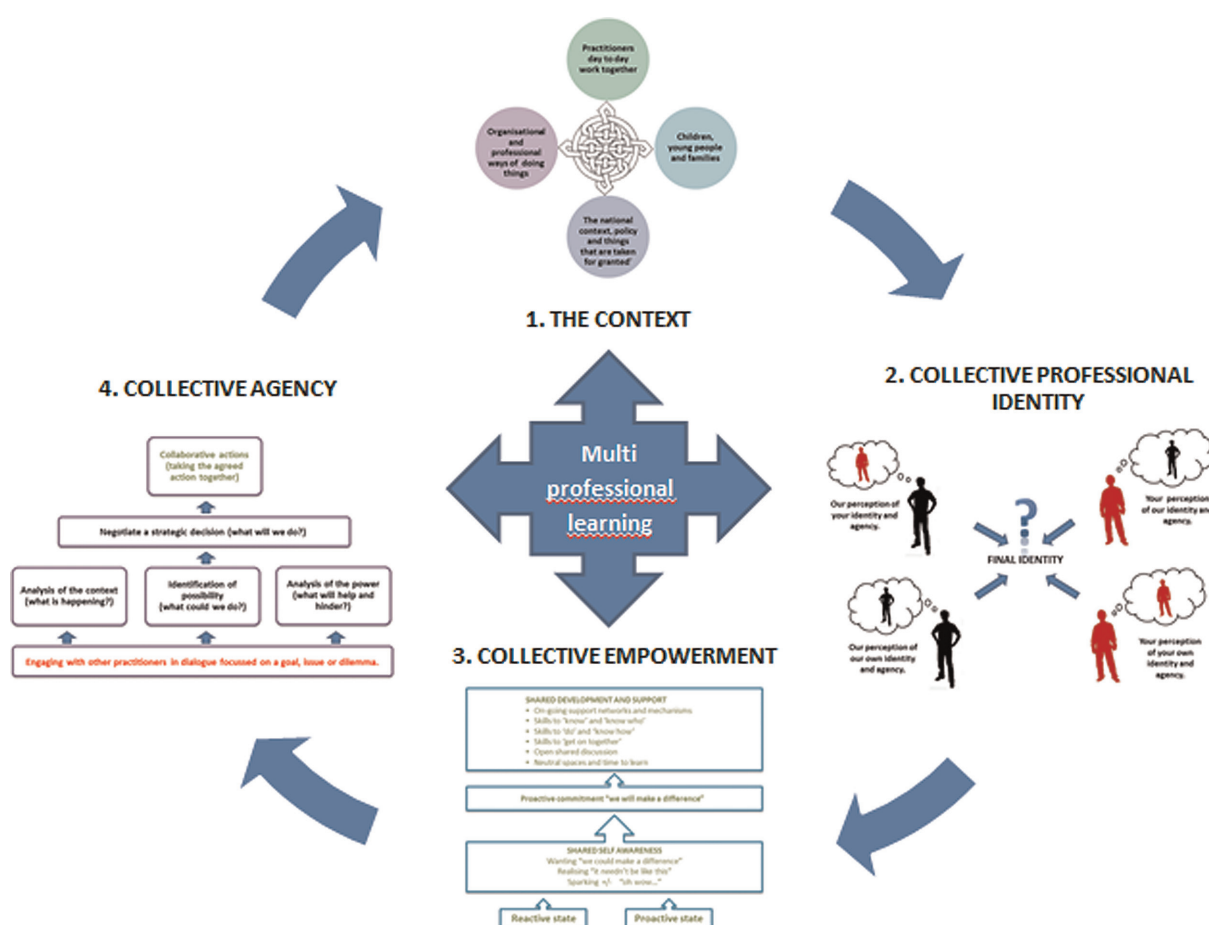 Practitioners
day to day
work together
Organisational
and
professional
ways of doing
things
Children,
young people
and families
The national
context, policy
and things
that are taken
for granted'
1. THE CONTEXT
2. COLLECTIVE PROFESSIONAL
IDENTITY
Our perception of
your identity and
agency.
Your perception
of our identity and
agency.
?
FINAL IDENTITY
Our perception of
our own identity
and agency.
Your perception
of your own
identity and
agency.
Multi
professional
learning
3. COLLECTIVE EMPOWERMENT
SHARED DEVELOPMENT AND SUPPORT
• On-going support networks and mechanisms
• Skills to 'know' and 'know who'
• Skills to 'do' and "know how"
• Skills to 'get on together'
• Open shared discussion
• Neutral spaces and time to learn
Proactive commitment "we will make a difference"
SHARED SELF AWARENESS
Wanting "we could make a difference"
Realising "it needn't be like this"
Sparking +/- "oh wow..."
Reactive state
Proactive state
4. COLLECTIVE AGENCY
Collaborative actions
(taking the agreed
action together)
Negotiate a strategic decision (what will we do?)
Analysis of the context
(what is happening?)
Identification of
possibility
(what could we do?)
Analysis of the power
(what will help and
hinder?)
Engaging with other practitioners in dialogue focussed on a goal, issue or dilemma.